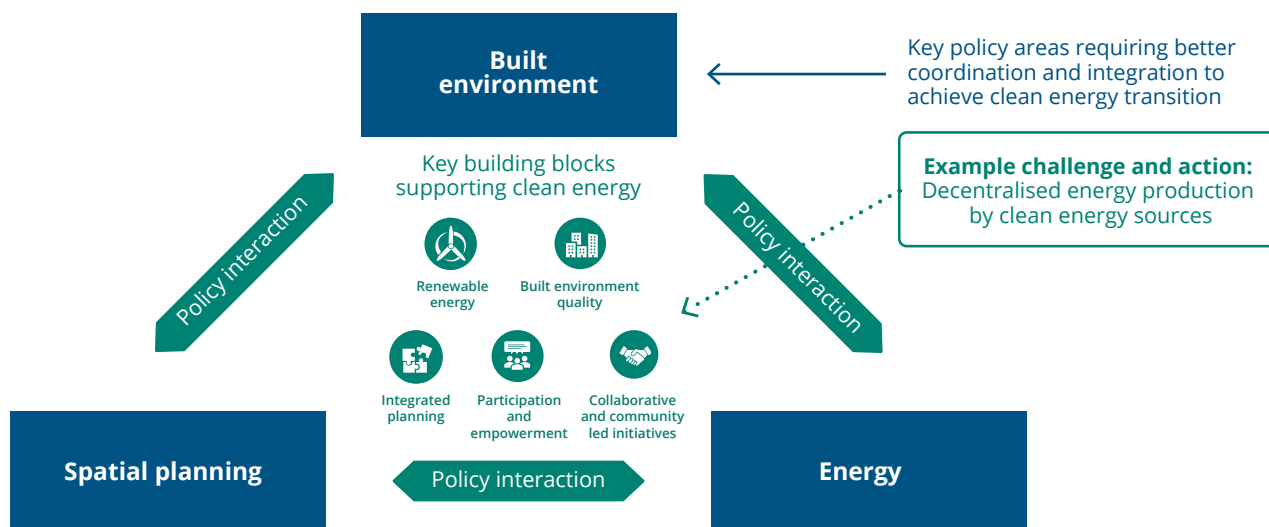 Built
environment
Key policy areas requiring better
coordination and integration to
achieve clean energy transition
Example challenge and action:
Decentralised energy production
by clean energy sources
Key building blocks
supporting clean energy
Policy interaction
Policy interaction
Renewable
energy
Built environment
quality
Integrated
planning
Participation
and
empowerment
Collaborative
and community
led initiatives
Spatial planning
Policy interaction
Energy